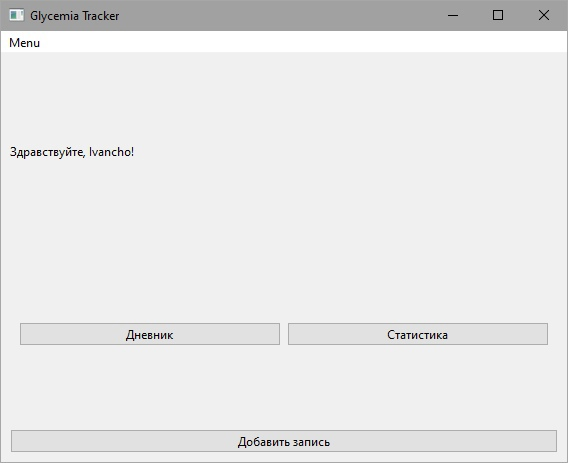 Glycemia Tracker
Menu
Здравствуйте, Ivancho!
Дневник
Статистика
Добавить запись